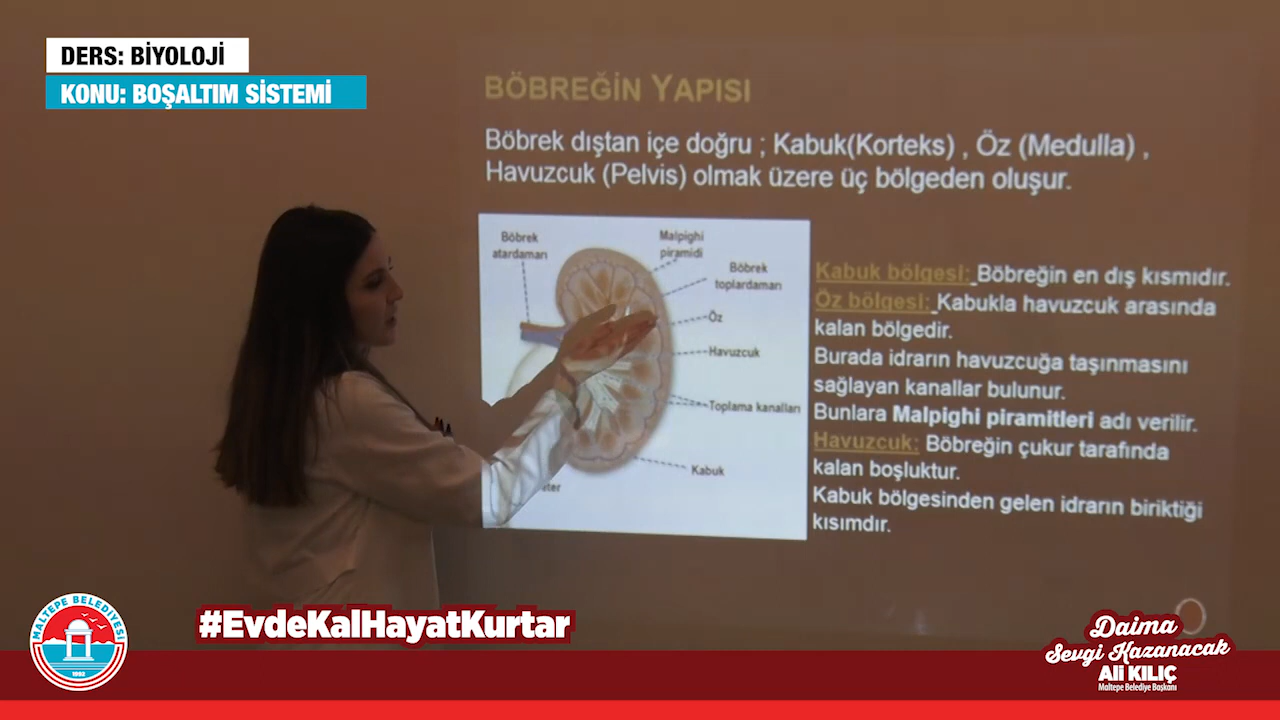 DERS: BİYOLOJİ
KONU: BOŞALTIM SİSTEMİ
BÖBREĞİN YAPISI
Böbrek dıştan içe doğru ; Kabuk(Korteks) , Öz (Medulla) ,
Havuzcuk (Pelvis) olmak üzere üç bölgeden oluşur.
Böbrek
atardamarı
Malpighi
piramidi
Böbrek
toplardamarı
Öz
Havuzcuk
Toplama kanalları
Kabuk
Kabuk bölgesi: Böbreğin en dış kısmıdır.
Öz bölgesi: Kabukla havuzcuk arasında
kalan bölgedir.
Burada idrarın havuzcuğa taşınmasını
sağlayan kanallar bulunur.
Bunlara Malpighi piramitleri adı verilir.
Havuzcuk: Böbreğin çukur tarafında
kalan boşluktur.
Kabuk bölgesinden gelen idrarın biriktiği
kısımdır.
#EvdeKalHayatKurtar
MALTEPE BELEDİYESİ
1992
Daima
Sevgi Kazanacak
Ali KILIÇ
Maltepe Belediye Başkanı